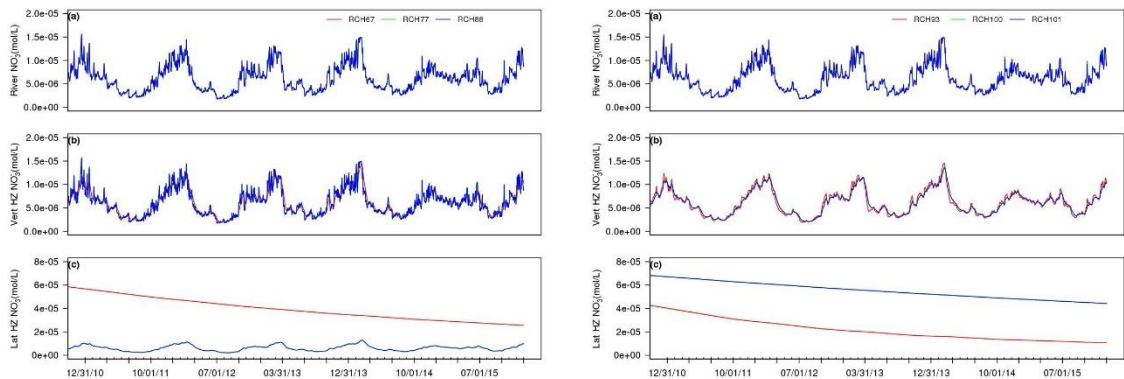 (a)
RCH67 RCH77 RCH88
River NO3(mol/L)
2.0e-05
1.5e-05
1.0e-05
5.0e-06
0.0e+00
(b)
Vert HZ NO3(mol/L)
2.0e-05
1.5e-05
1.0e-05
5.0e-06
0.0e+00
(c)
Lat HZ NO3(mol/L)
8e-05
6e-05
4e-05
2e-05
0e+00
12/31/10 10/01/11 07/01/12 03/31/13 12/31/13 10/01/14 07/01/15
(a)
RCH93 RCH100 RCH101
River NO3(mol/L)
2.0e-05
1.5e-05
1.0e-05
5.0e-06
0.0e+00
(b)
Vert HZ NO3(mol/L)
2.0e-05
1.5e-05
1.0e-05
5.0e-06
0.0e+00
(c)
Lat HZ NO3(mol/L)
8e-05
6e-05
4e-05
2e-05
0e+00
12/31/10 10/01/11 07/01/12 03/31/13 12/31/13 10/01/14 07/01/15